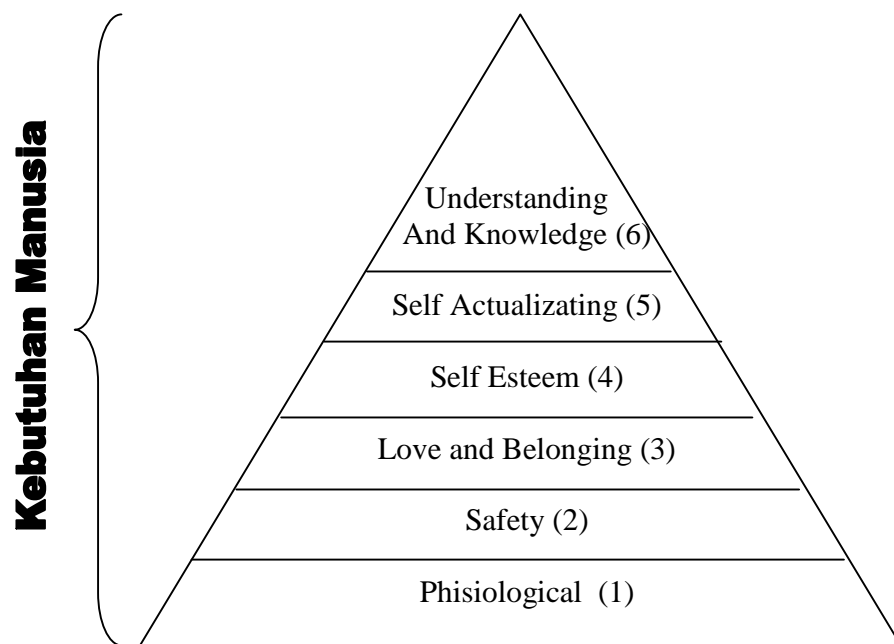 Kebutuhan Manusia
Understanding
And Knowledge (6)
Self Actualizating (5)
Self Esteem (4)
Love and Belonging (3)
Safety (2)
Phisiological (1)